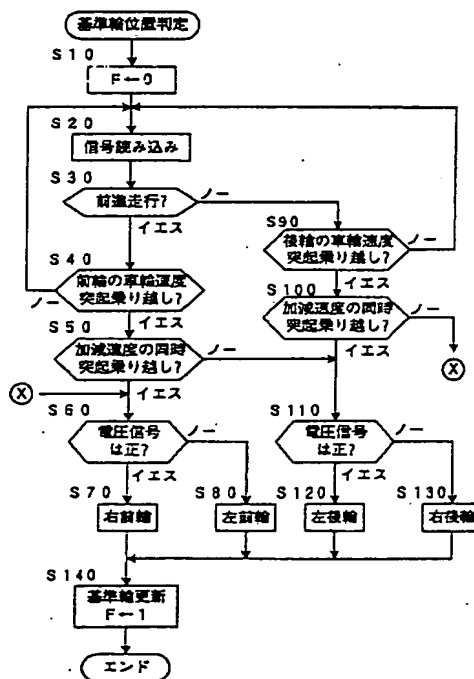 基準輪位置判定
S10
F←0
S20
信号読み込み
S30
前進走行?
ノー
イエス
S90
後輪の車輪速度
突起乗り越し?
ノー
イエス
S40
前輪の車輪速度
突起乗り越し?
ノー
イエス
S100
加減速度の同時
突起乗り越し?
ノー
イエス
X
S50
加減速度の同時
突起乗り越し?
ノー
イエス
X
S60
電圧信号
は正?
ノー
イエス
S110
電圧信号
は正?
ノー
イエス
S70
右前輪
S80
左前輪
S120
左後輪
S130
右後輪
S140
基準輪更新
F←1
エンド